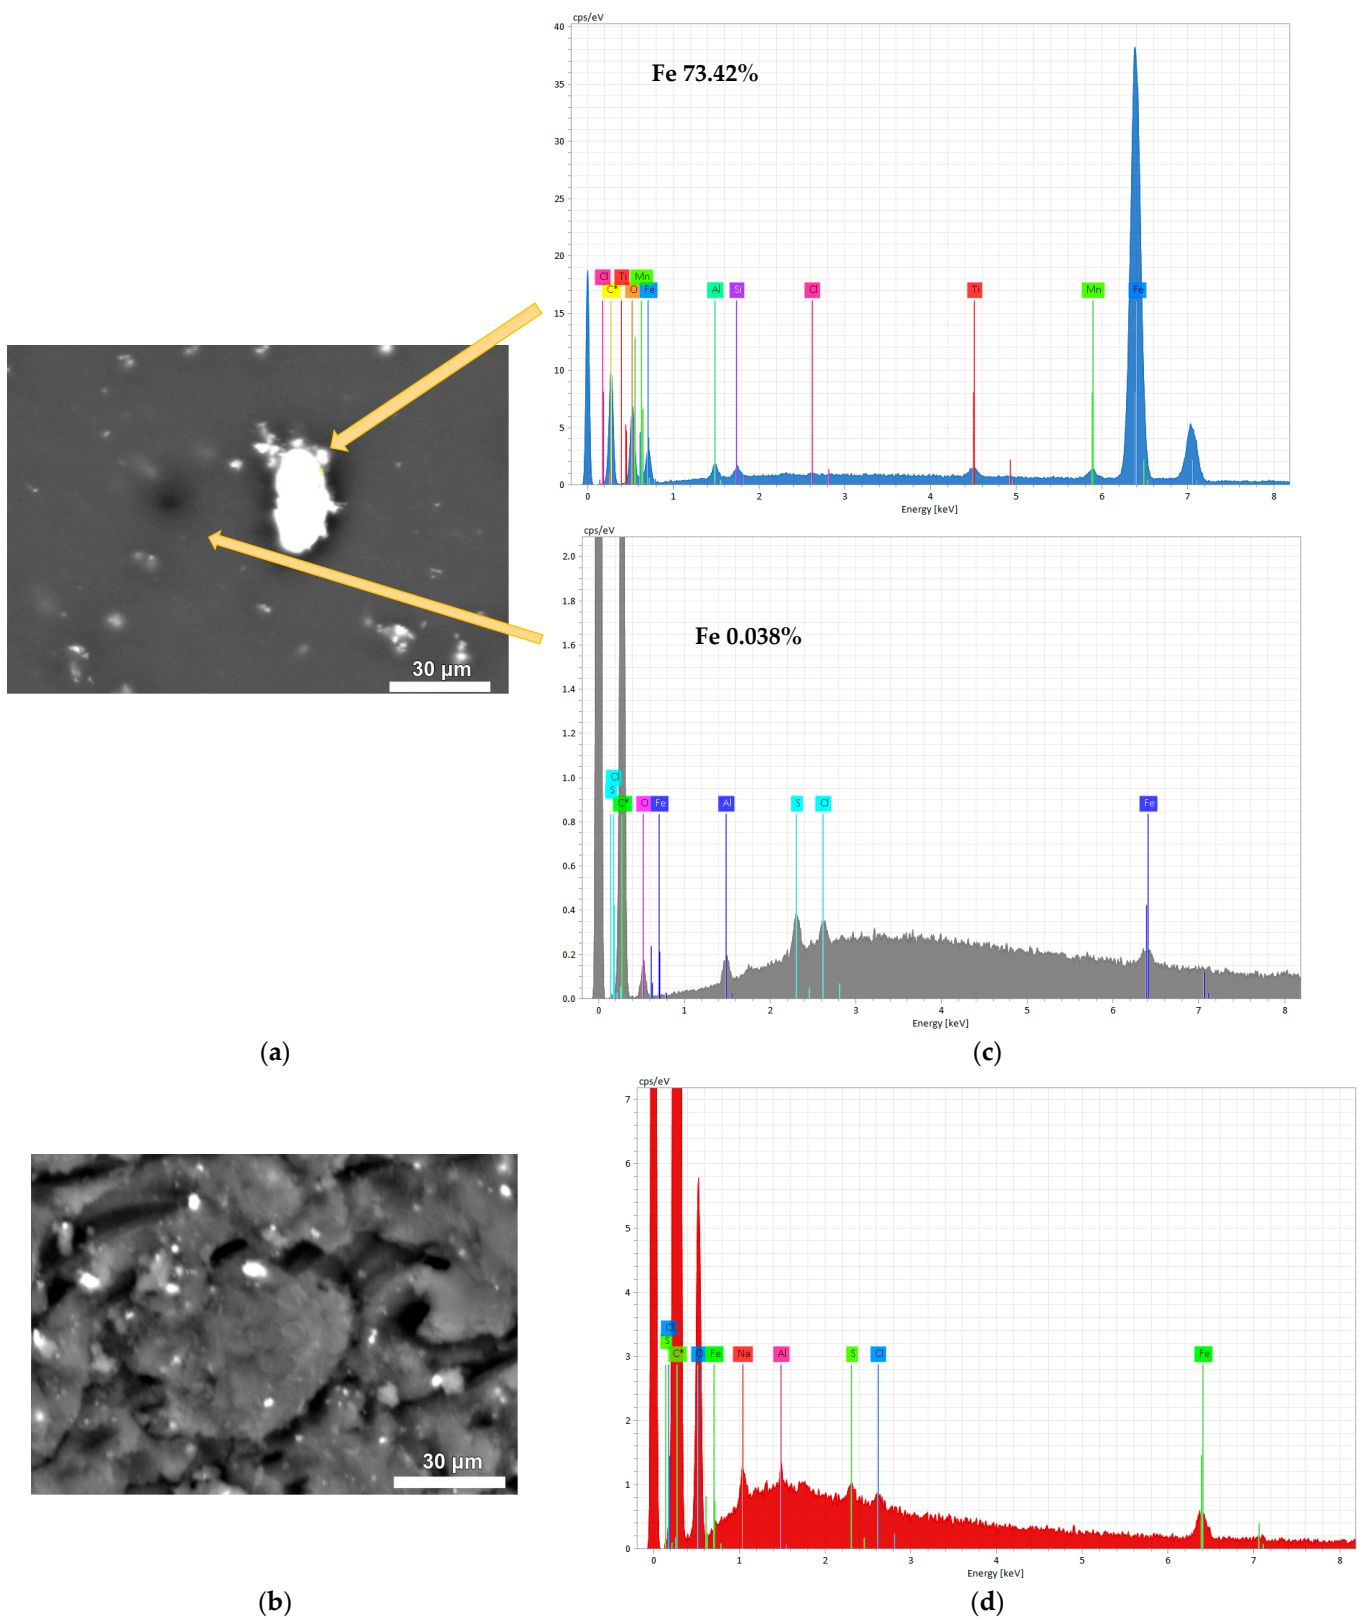 cps/eV
40
Fe 73.42%
35
30
25
20
Cl Ti Mn
C* O Fe Al Si Cl Ti Mn Fe
15
10
5
0
0 1 2 3 4 5 6 7 8
Energy [keV]
30 µm
cps/eV
2.0
1.8
Fe 0.038%
1.6
1.4
1.2
1.0
Cl
S
C* O Fe Al S Cl Fe
0.8
0.6
0.4
0.2
0.0
0 1 2 3 4 5 6 7 8
Energy [keV]
(a)
(c)
cps/eV
7
6
5
4
Cl
S
C* O Fe Na Al S Cl Fe
3
2
1
0
0 1 2 3 4 5 6 7 8
Energy [keV]
30 µm
(b)
(d)